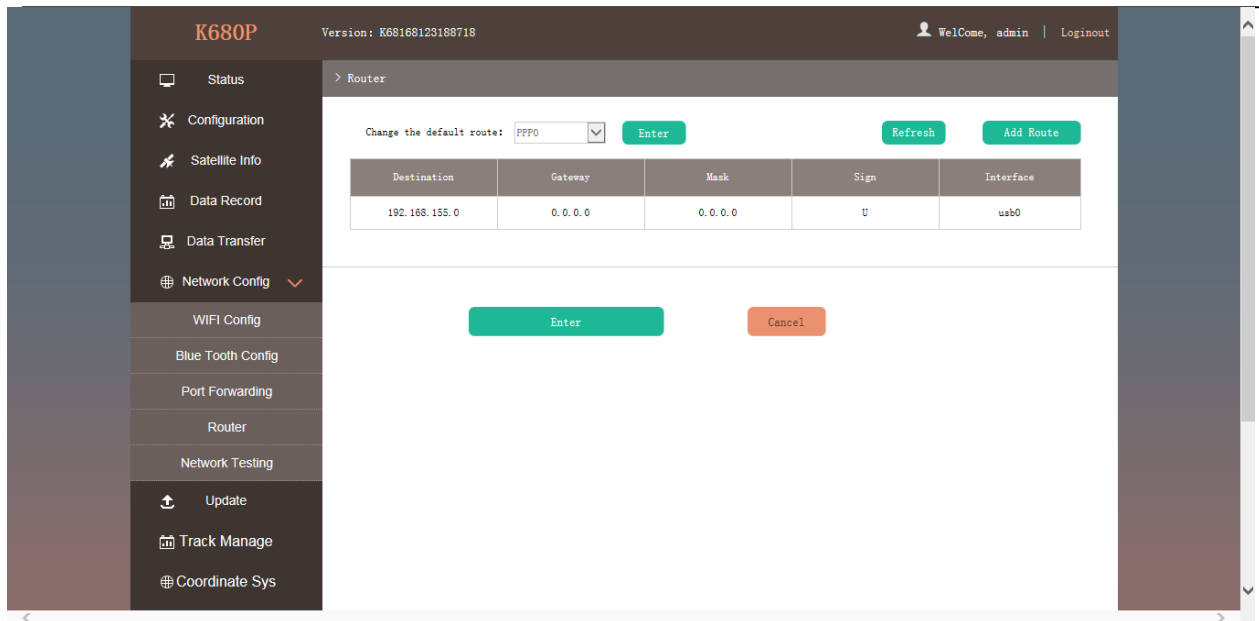 K680P
Version: K68168123188718
WelCome, admin | Loginout
Status
Configuration
Satellite Info
Data Record
Data Transfer
Network Config
WIFI Config
Blue Tooth Config
Port Forwarding
Router
Network Testing
Update
Track Manage
Coordinate Sys
> Router
Change the default route: PPP0 Enter Refresh Add Route
Destination Gateway Mask Sign Interface
192.168.155.0 0.0.0.0 0.0.0.0 U usb0
Enter Cancel